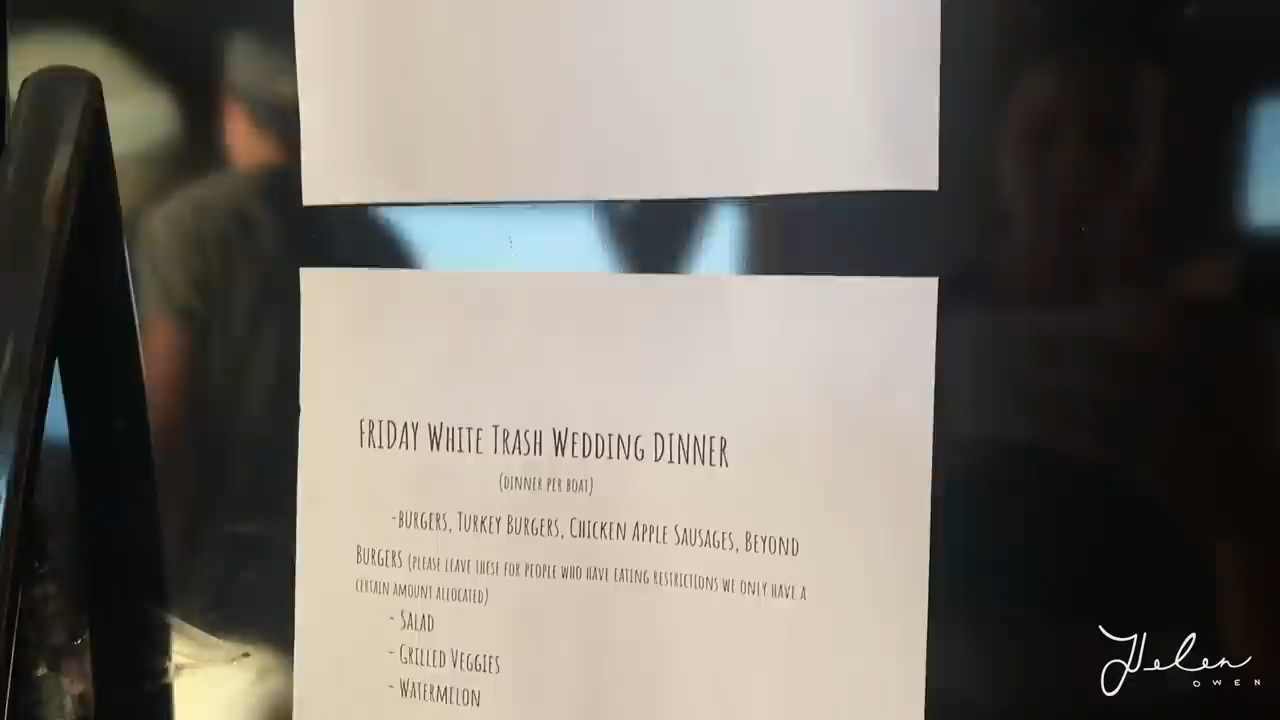 FRIDAY WHITE TRASH WEDDING DINNER
(DINNER PER BOAT)
-BURGERS, TURKEY BURGERS, CHICKEN APPLE SAUSAGES, BEYOND
BURGERS (PLEASE LEAVE THESE FOR PEOPLE WHO HAVE EATING RESTRICTIONS WE ONLY HAVE A
CERTAIN AMOUNT ALLOCATED)
- SALAD
- GRILLED VEGGIES
- WATERMELON
Helen
OWEN